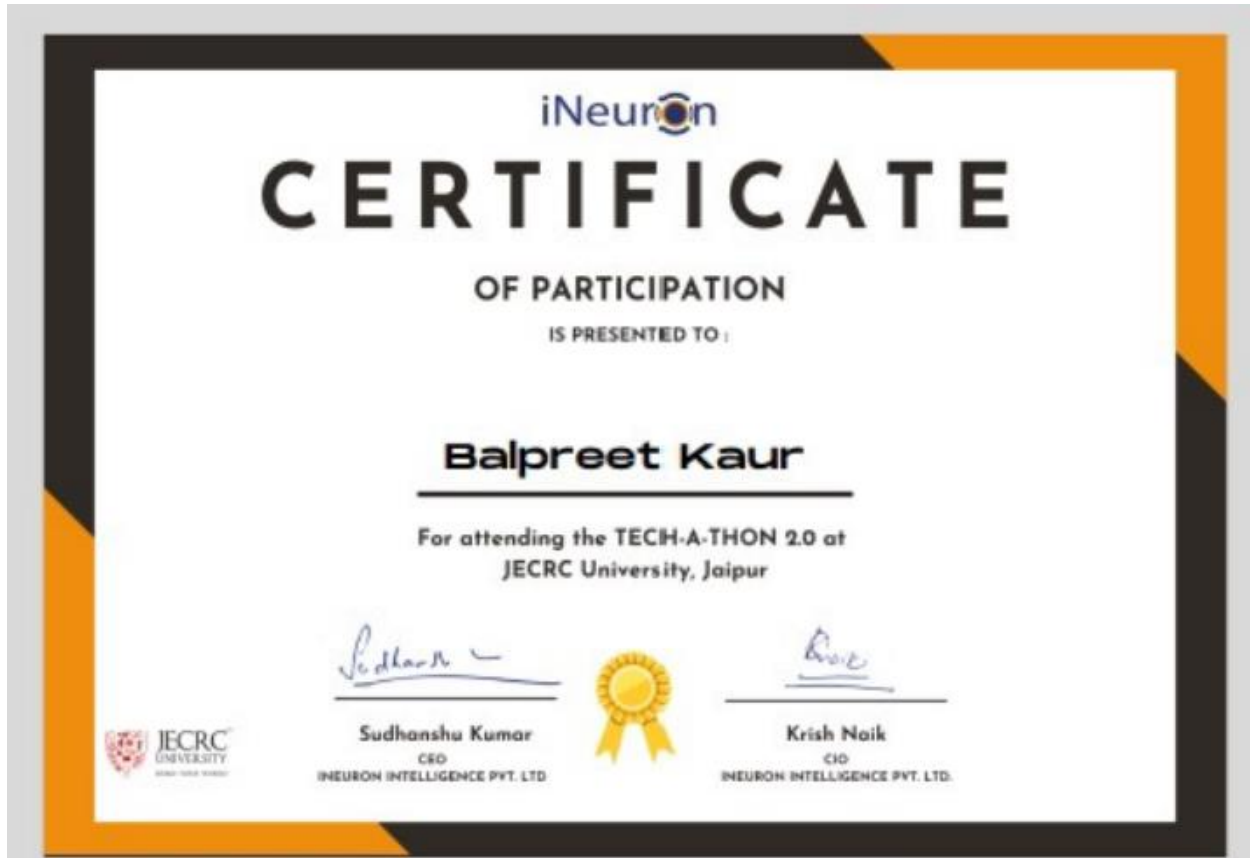 iNeuron
CERTIFICATE
OF PARTICIPATION
IS PRESENTED TO :
Balpreet Kaur
For attending the TECH-A-THON 2.0 at
JECRC University, Jaipur
Sudhanshu Kumar
CEO
INEURON INTELLIGENCE PVT. LTD
Krish Naik
CIO
INEURON INTELLIGENCE PVT. LTD.
JECRC
UNIVERSITY